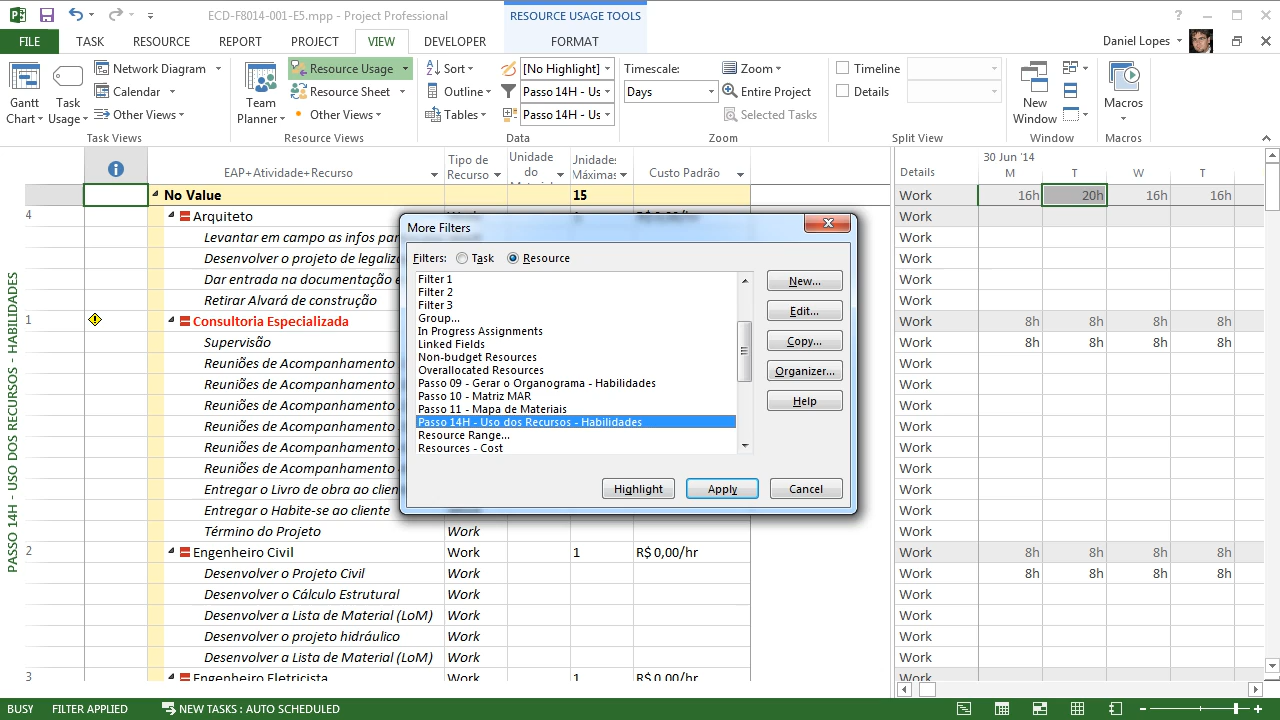 ECD-F8014-001-E5.mpp - Project Professional
RESOURCE USAGE TOOLS
FILE TASK RESOURCE REPORT PROJECT VIEW DEVELOPER FORMAT
Daniel Lopes
Gantt Chart
Task Usage
Network Diagram
Calendar
Other Views
Task Views
Team Planner
Resource Usage
Resource Sheet
Other Views
Resource Views
Sort
Outline
Tables
[No Highlight]
Passo 14H - Us
Passo 14H - Us
Data
Timescale:
Days
Zoom
Entire Project
Selected Tasks
Zoom
Timeline
Details
Split View
New Window
Window
Macros
Macros
PASSO 14H - USO DOS RECURSOS - HABILIDADES
EAP+Atividade+Recurso
Tipo de Recurso
Unidade do
Custo Padrão
Details
30 Jun '14
M T W T
No Value 15 Work 16h 20h 16h 16h
4 Arquiteto Work
Levantar em campo as infos Work
Desenvolver o projeto de Work
Dar entrada na documentação Work
Retirar Alvará de construção Work
1 Consultoria Especializada Work 8h 8h 8h 8h
Supervisão Work 8h 8h 8h 8h
Reuniões de Acompanhamento Work
Reuniões de Acompanhamento Work
Reuniões de Acompanhamento Work
Reuniões de Acompanhamento Work
Reuniões de Acompanhamento Work
Reuniões de Acompanhamento Work
Entregar o Livro de obra ao Work
Entregar o Habite-se ao cliente Work
Término do Projeto Work Work
2 Engenheiro Civil Work 1 R$ 0,00/hr Work 8h 8h 8h 8h
Desenvolver o Projeto Civil Work Work 8h 8h 8h 8h
Desenvolver o Cálculo Estrutural Work Work
Desenvolver a Lista de Material (LoM) Work Work
Desenvolver o projeto hidráulico Work Work
Desenvolver a Lista de Material (LoM) Work Work
3 Engenheiro Eletricista Work 1 R$ 0,00/hr Work
More Filters
Filters: Task Resource
Filter 1
Filter 2
Filter 3
Group...
In Progress Assignments
Linked Fields
Non-budget Resources
Overallocated Resources
Passo 09 - Gerar o Organograma - Habilidades
Passo 10 - Matriz MAR
Passo 11 - Mapa de Materiais
Passo 14H - Uso dos Recursos - Habilidades
Resource Range...
Resources - Cost
New...
Edit...
Copy...
Organizer...
Help
Highlight Apply Cancel
BUSY FILTER APPLIED NEW TASKS : AUTO SCHEDULED